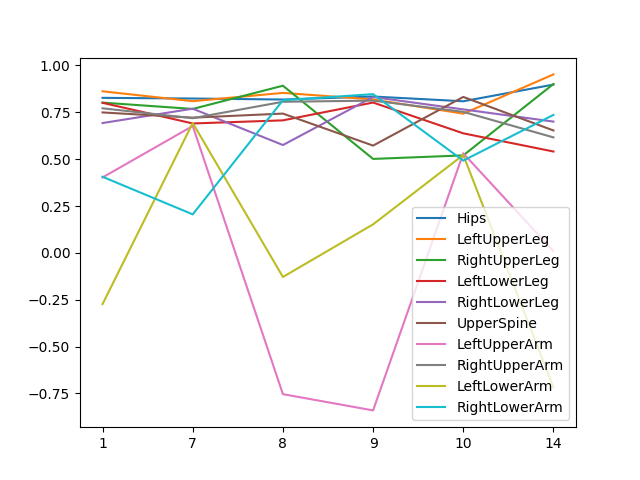 1.00
0.75
0.50
0.25
0.00
−0.25
−0.50
−0.75
1 7 8 9 10 14
Hips
LeftUpperLeg
RightUpperLeg
LeftLowerLeg
RightLowerLeg
UpperSpine
LeftUpperArm
RightUpperArm
LeftLowerArm
RightLowerArm